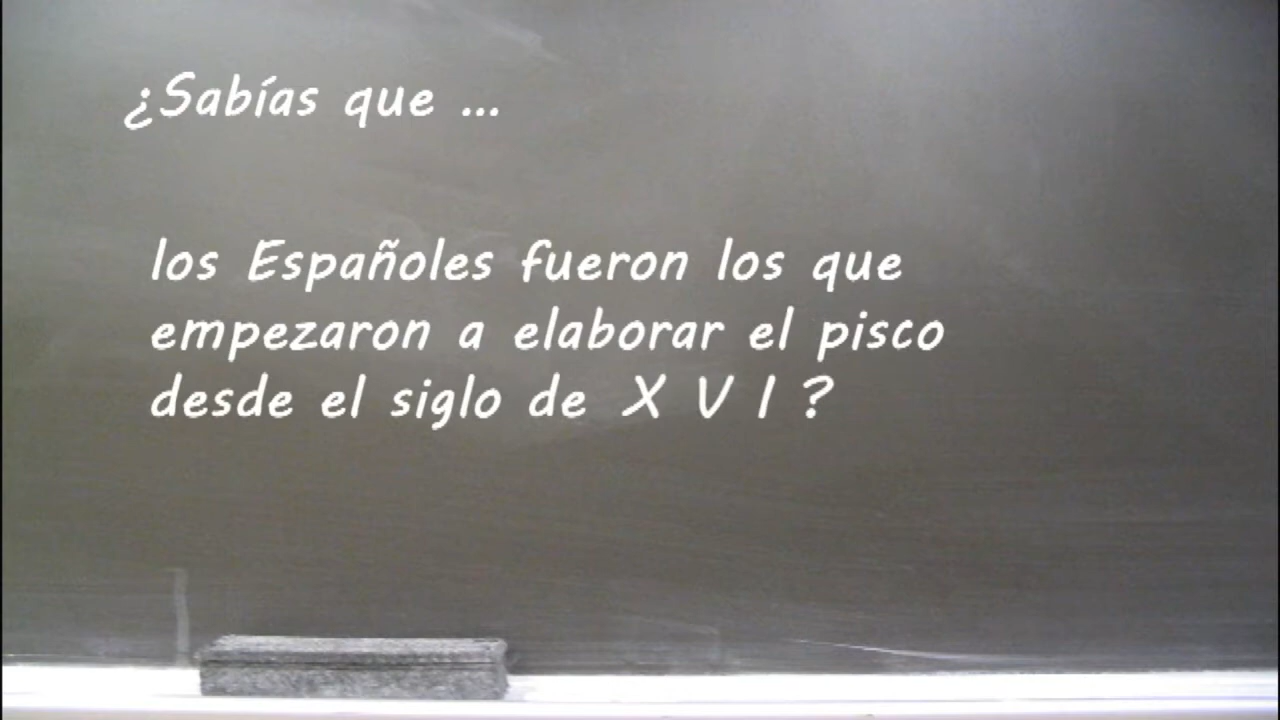 ¿Sabías que ...
los Españoles fueron los que
empezaron a elaborar el pisco
desde el siglo de X V I ?